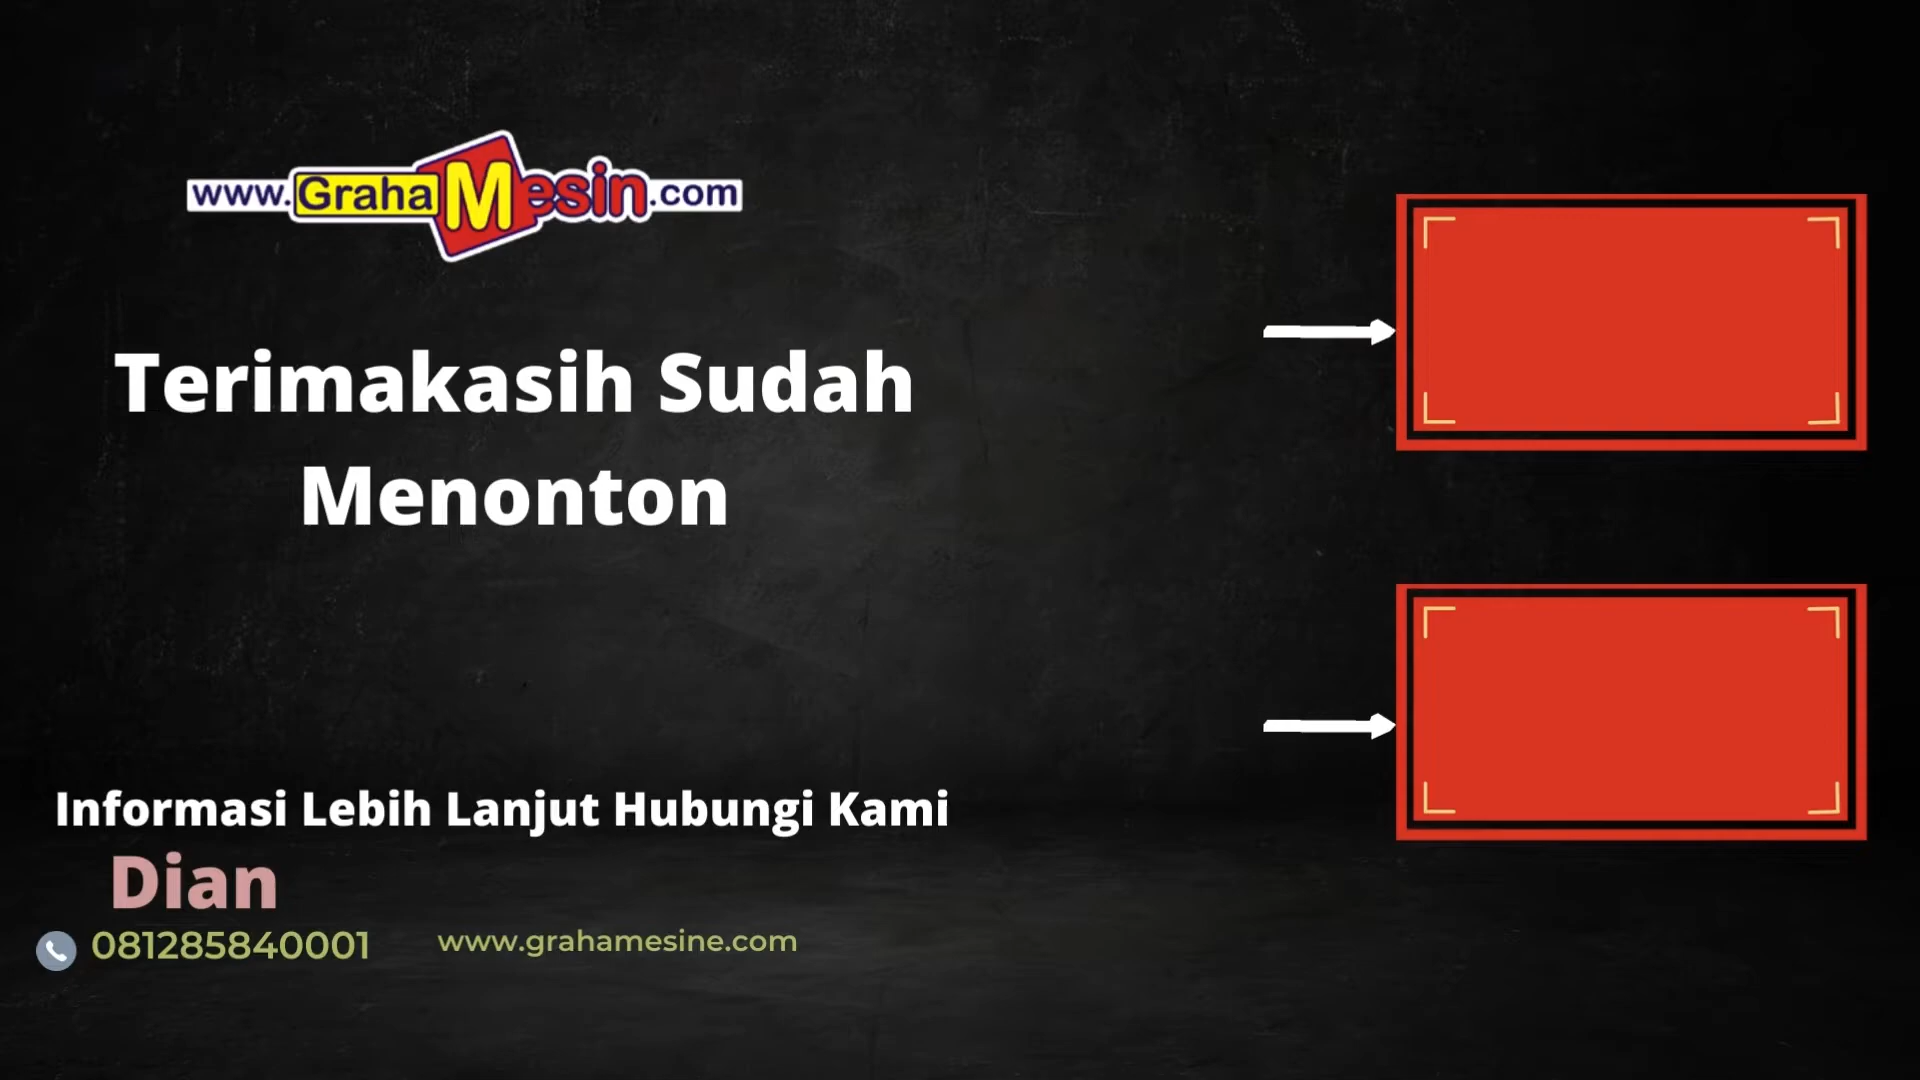 www.GrahaMesin.com
Terimakasih Sudah
Menonton
Informasi Lebih Lanjut Hubungi Kami
Dian
081285840001
www.grahamesine.com